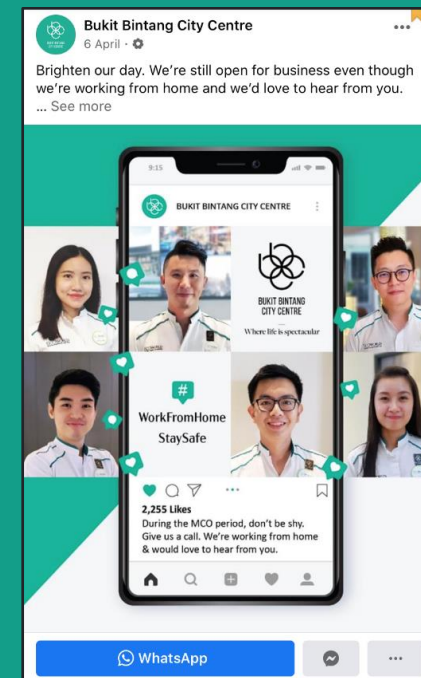 Bukit Bintang City Centre
6 April
Brighten our day. We're still open for business even though
we're working from home and we'd love to hear from you.
... See more
9:15
BUKIT BINTANG CITY CENTRE
BUKIT BINTANG
CITY CENTRE
Where life is spectacular
#
WorkFromHome
StaySafe
2,255 Likes
During the MCO period, don't be shy.
Give us a call. We're working from home
& would love to hear from you.
WhatsApp